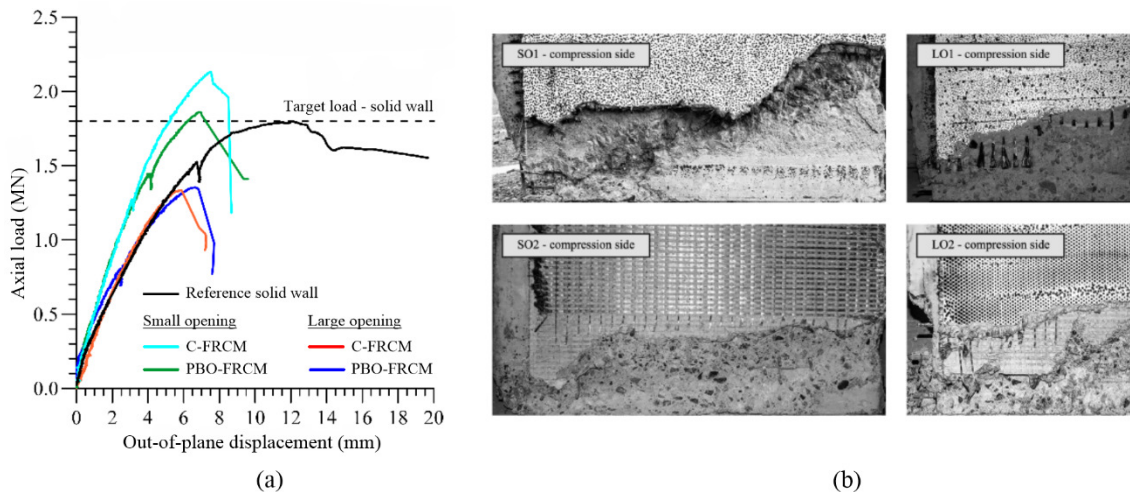 (a)
2.5
2.0
1.5
1.0
0.5
0.0
Axial load (MN)
Target load - solid wall
Reference solid wall
Small opening
Large opening
C-FRCM
C-FRCM
PBO-FRCM
PBO-FRCM
0 2 4 6 8 10 12 14 16 18 20
Out-of-plane displacement (mm)
(b)
SO1 - compression side
LO1 - compression side
SO2 - compression side
LO2 - compression side